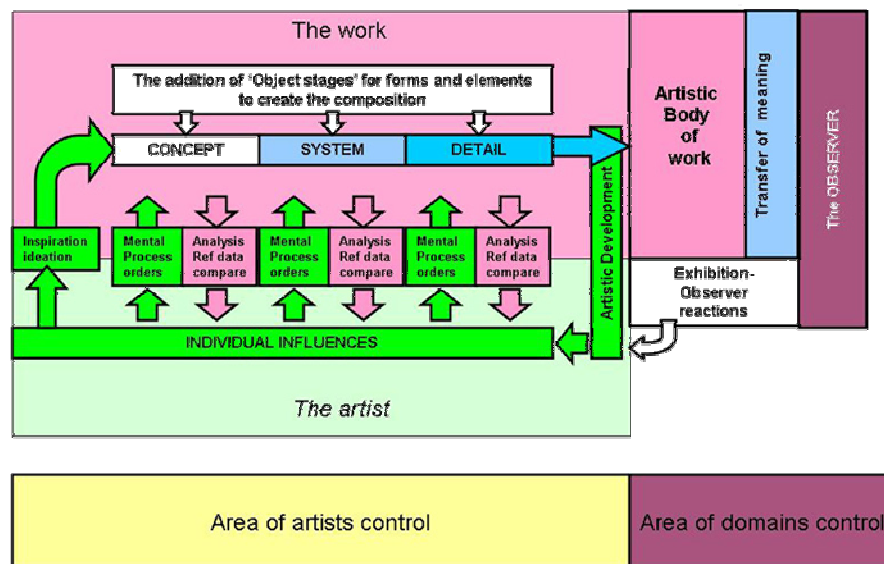 The work
The addition of 'Object stages' for forms and elements
to create the composition
CONCEPT
SYSTEM
DETAIL
Inspiration
ideation
Mental
Process
orders
Analysis
Ref data
compare
Mental
Process
orders
Analysis
Ref data
compare
Mental
Process
orders
Analysis
Ref data
compare
Artistic Development
INDIVIDUAL INFLUENCES
The artist
Artistic
Body
of
work
Transfer of meaning
The OBSERVER
Exhibition-
Observer
reactions
Area of artists control
Area of domains control